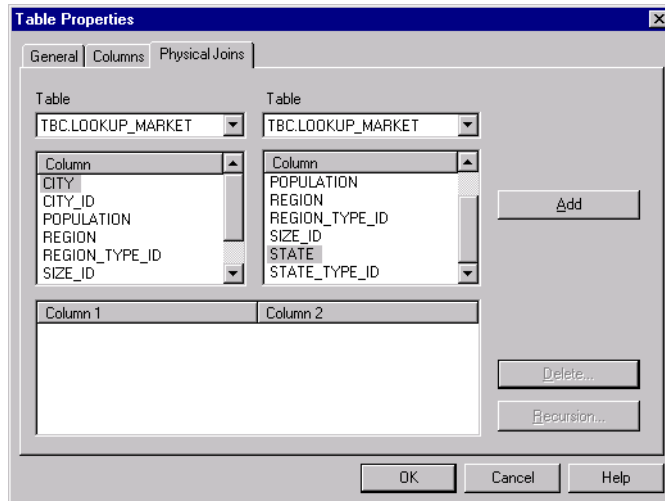 Table Properties
General Columns Physical Joins
Table Table
TBC.LOOKUP_MARKET TBC.LOOKUP_MARKET
Column Column
CITY POPULATION
CITY_ID REGION
POPULATION REGION_TYPE_ID
REGION SIZE_ID
REGION_TYPE_ID STATE
SIZE_ID STATE_TYPE_ID
Add
Column 1 Column 2
Delete...
Recursion...
OK Cancel Help